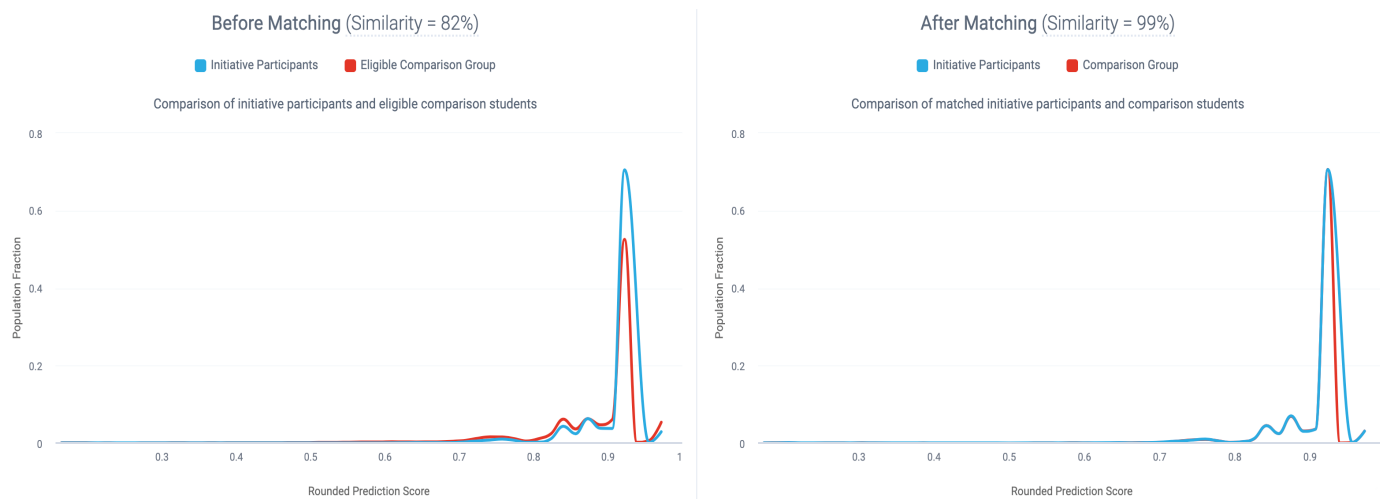 Before Matching (Similarity = 82%)
Initiative Participants
Eligible Comparison Group
Comparison of initiative participants and eligible comparison students
Population Fraction
0.8
0.6
0.4
0.2
0
0.3
0.4
0.5
0.6
0.7
0.8
0.9
1
Rounded Prediction Score
After Matching (Similarity = 99%)
Initiative Participants
Comparison Group
Comparison of matched initiative participants and comparison students
Population Fraction
0.8
0.6
0.4
0.2
0
0.3
0.4
0.5
0.6
0.7
0.8
0.9
Rounded Prediction Score